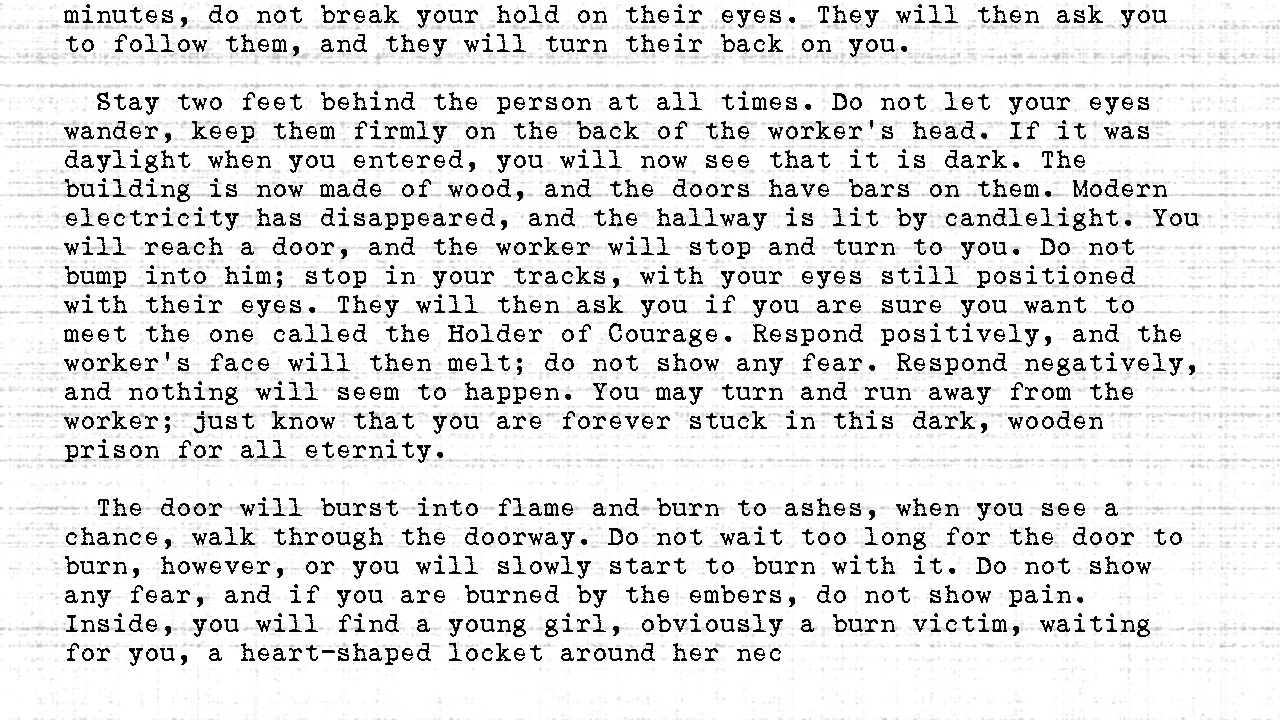 minutes, do not break your hold on their eyes. They will then ask you
to follow them, and they will turn their back on you.
Stay two feet behind the person at all times. Do not let your eyes
wander, keep them firmly on the back of the worker's head. If it was
daylight when you entered, you will now see that it is dark. The
building is now made of wood, and the doors have bars on them. Modern
electricity has disappeared, and the hallway is lit by candlelight. You
will reach a door, and the worker will stop and turn to you. Do not
bump into him; stop in your tracks, with your eyes still positioned
with their eyes. They will then ask you if you are sure you want to
meet the one called the Holder of Courage. Respond positively, and the
worker's face will then melt; do not show any fear. Respond negatively,
and nothing will seem to happen. You may turn and run away from the
worker; just know that you are forever stuck in this dark, wooden
prison for all eternity.
The door will burst into flame and burn to ashes, when you see a
chance, walk through the doorway. Do not wait too long for the door to
burn, however, or you will slowly start to burn with it. Do not show
any fear, and if you are burned by the embers, do not show pain.
Inside, you will find a young girl, obviously a burn victim, waiting
for you, a heart-shaped locket around her nec